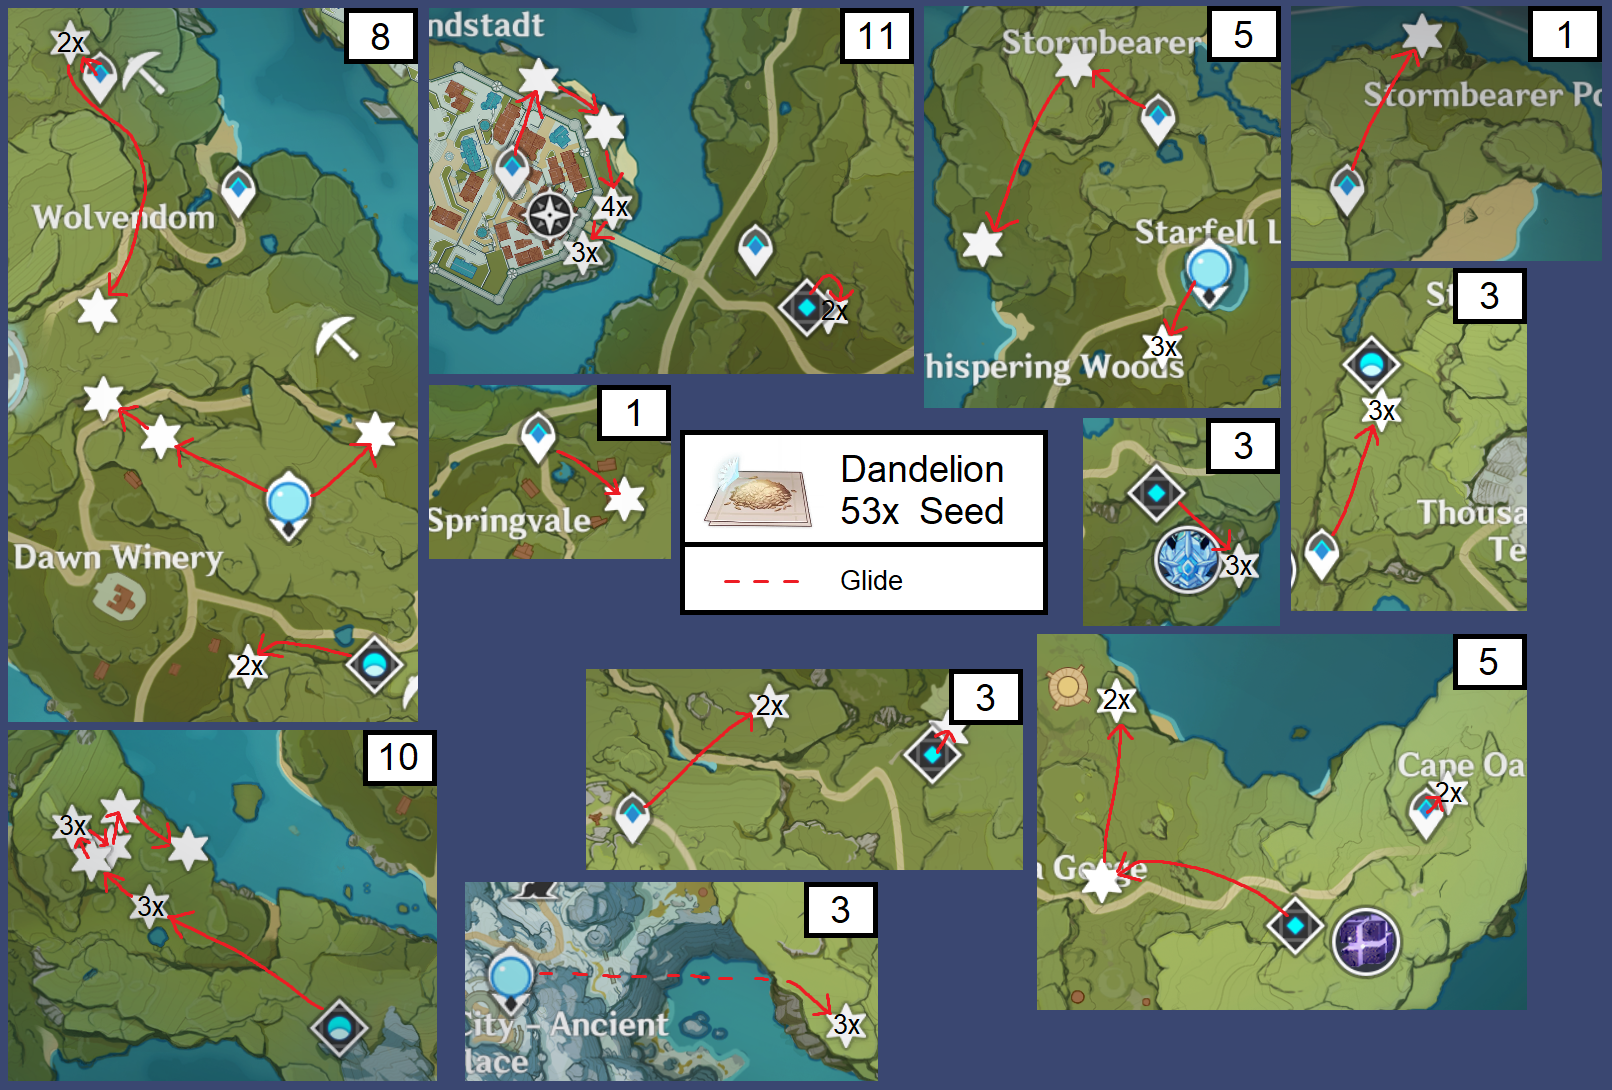 8
2x
Wolvendom
Dawn Winery
2x
ndstadt
11
4x
3x
2x
Stormbearer
5
Starfell L
3x
hispering Woods
1
Stormbearer Po
St
3
3x
Thousa
Te
1
Springvale
Dandelion
53x Seed
Glide
3
3x
3
2x
5
2x
Cape Oa
2x
a Gorge
10
3x
3x
3
City – Ancient
lace
3x